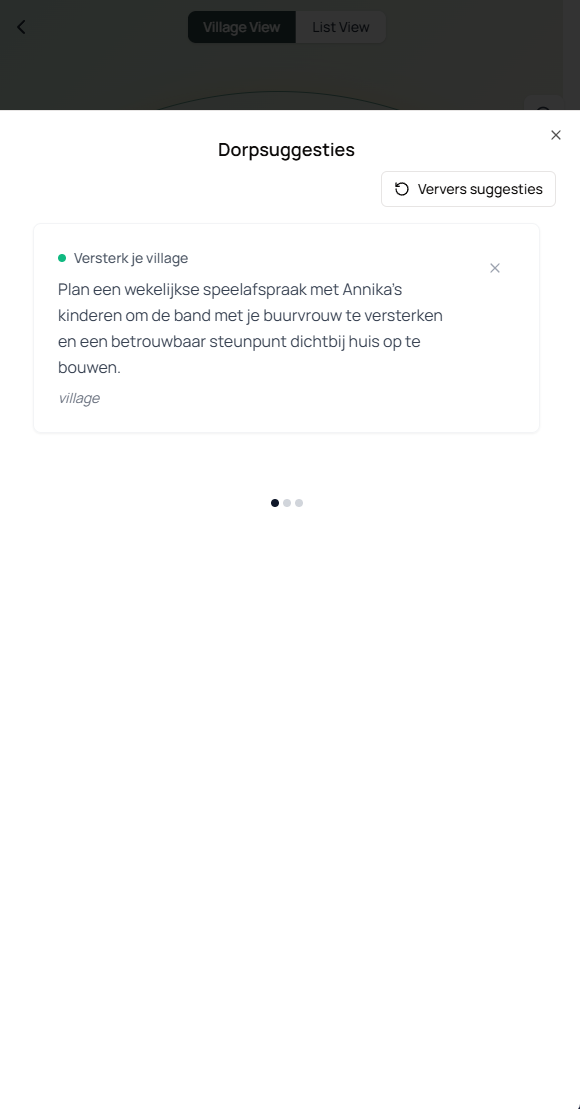 Village View
List View
Dorpsuggesties
Ververs suggesties
Versterk je village
Plan een wekelijkse speelafspraak met Annika's
kinderen om de band met je buurvrouw te versterken
en een betrouwbaar steunpunt dichtbij huis op te
bouwen.
village